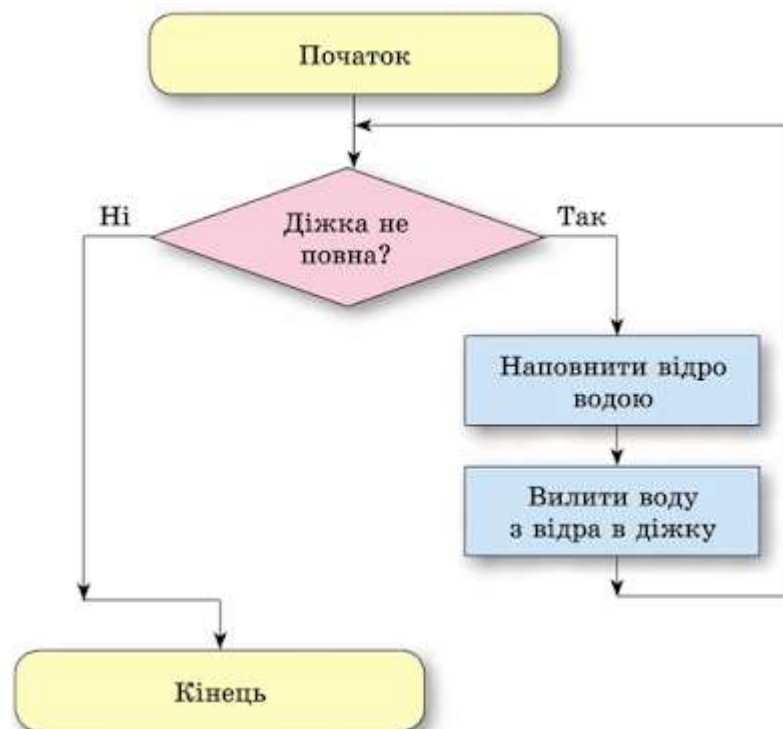 Початок
Ні
Так
Діжка не
повна?
Наповнити відро
водою
Вилити воду
з відра в діжку
Кінець